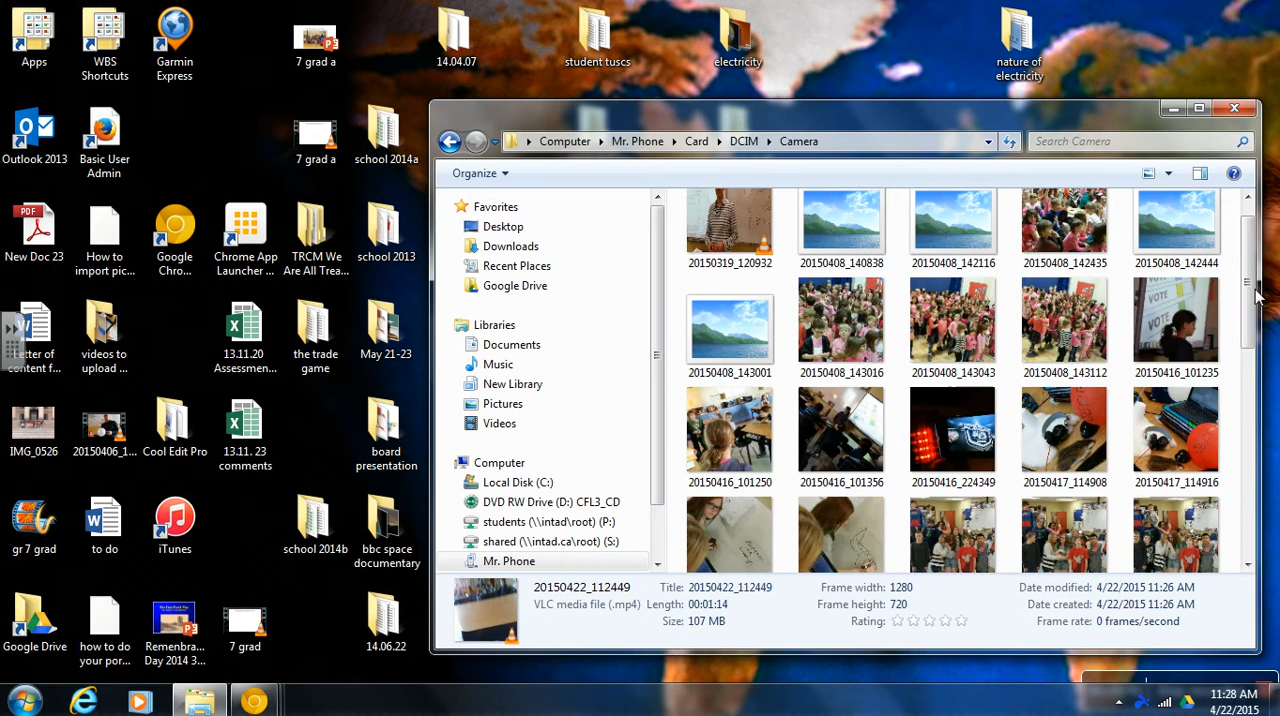 Apps
WBS
Shortcuts
Garmin
Express
7 grad a
14.04.07
student tuscs
electricity
nature of
electricity
Outlook 2013
Basic User
Admin
7 grad a
school 2014a
New Doc 23
How to
import pic...
Google
Chro...
Chrome App
Launcher ...
TRCM We
Are All Trea...
school 2013
etter of
content f...
videos to
upload ...
13.11.20
Assessmen...
the trade
game
May 21-23
IMG_0526
20150406_1...
Cool Edit Pro
13.11.23
comments
board
presentation
gr 7 grad
to do
iTunes
school 2014b
bbc space
documentary
Google Drive
how to do
your por...
Remenbra...
Day 2014 3...
7 grad
14.06.22
Computer
Mr. Phone
Card
DCIM
Camera
Search Camera
Organize
Favorites
Desktop
Downloads
Recent Places
Google Drive
Libraries
Documents
Music
New Library
Pictures
Videos
Computer
Local Disk (C:)
DVD RW Drive (D:) CFL3_CD
students (\\intad\root) (P:)
shared (\\intad.ca\root) (S:)
Mr. Phone
20150319_120932
20150408_140838
20150408_142116
20150408_142435
20150408_142444
20150408_143001
20150408_143016
20150408_143043
20150408_143112
VOTE
VOTE
20150416_101235
20150416_101250
20150416_101356
20150416_224349
20150417_114908
20150417_114916
20150422_112449
VLC media file (.mp4)
Title: 20150422_112449
Length: 00:01:14
Size: 107 MB
Frame width: 1280
Frame height: 720
Rating:
Date modified: 4/22/2015 11:26 AM
Date created: 4/22/2015 11:26 AM
Frame rate: 0 frames/second
11:28 AM
4/22/2015